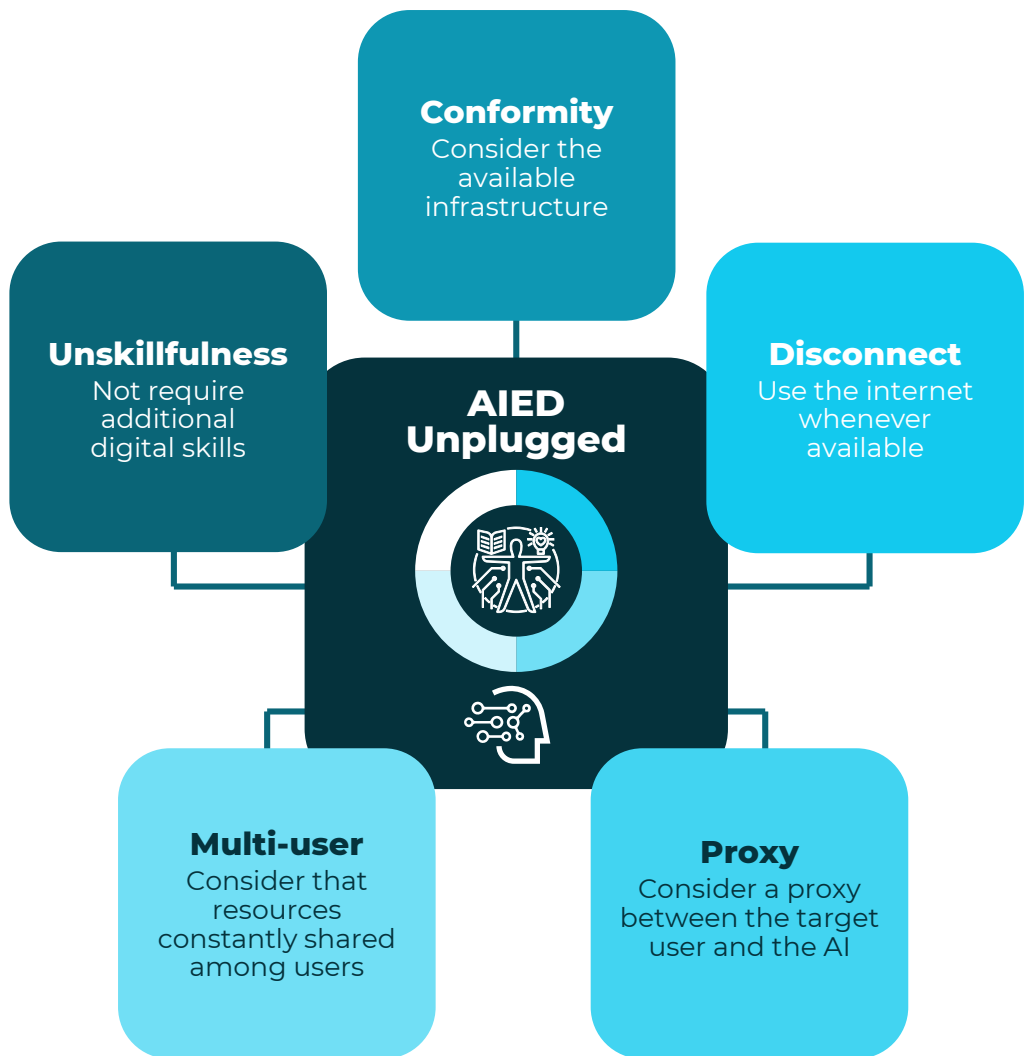 Conformity
Consider the
available
infrastructure
Unskillfulness
Not require
additional
digital skills
Disconnect
Use the internet
whenever
available
AIED
Unplugged
Multi-user
Consider that
resources
constantly shared
among users
Proxy
Consider a proxy
between the target
user and the AI